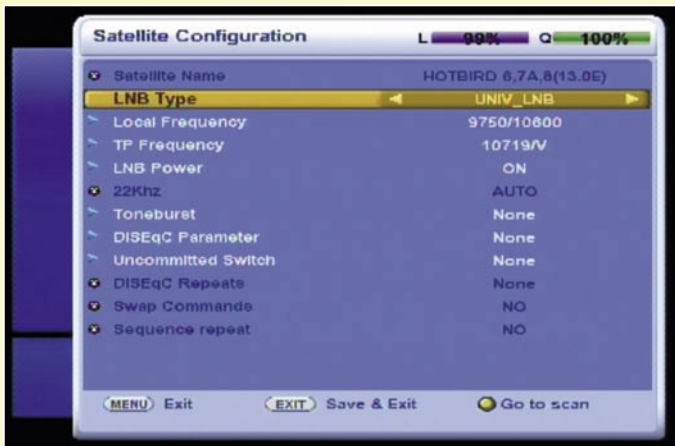 Satellite Configuration L 99% Q 100%
Satellite Name HOTBIRD 6,7A,8(13.0E)
LNB Type UNIV_LNB
Local Frequency 9750/10600
TP Frequency 10719/V
LNB Power ON
22Khz AUTO
Toneburst None
DiSEqC Parameter None
Uncommitted Switch None
DiSEqC Repeats None
Swap Commands NO
Sequence repeat NO
MENU Exit EXIT Save & Exit Go to scan